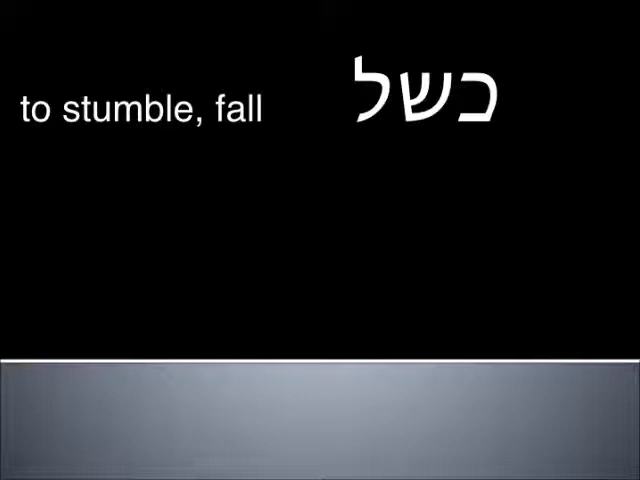 to stumble, fall כשל